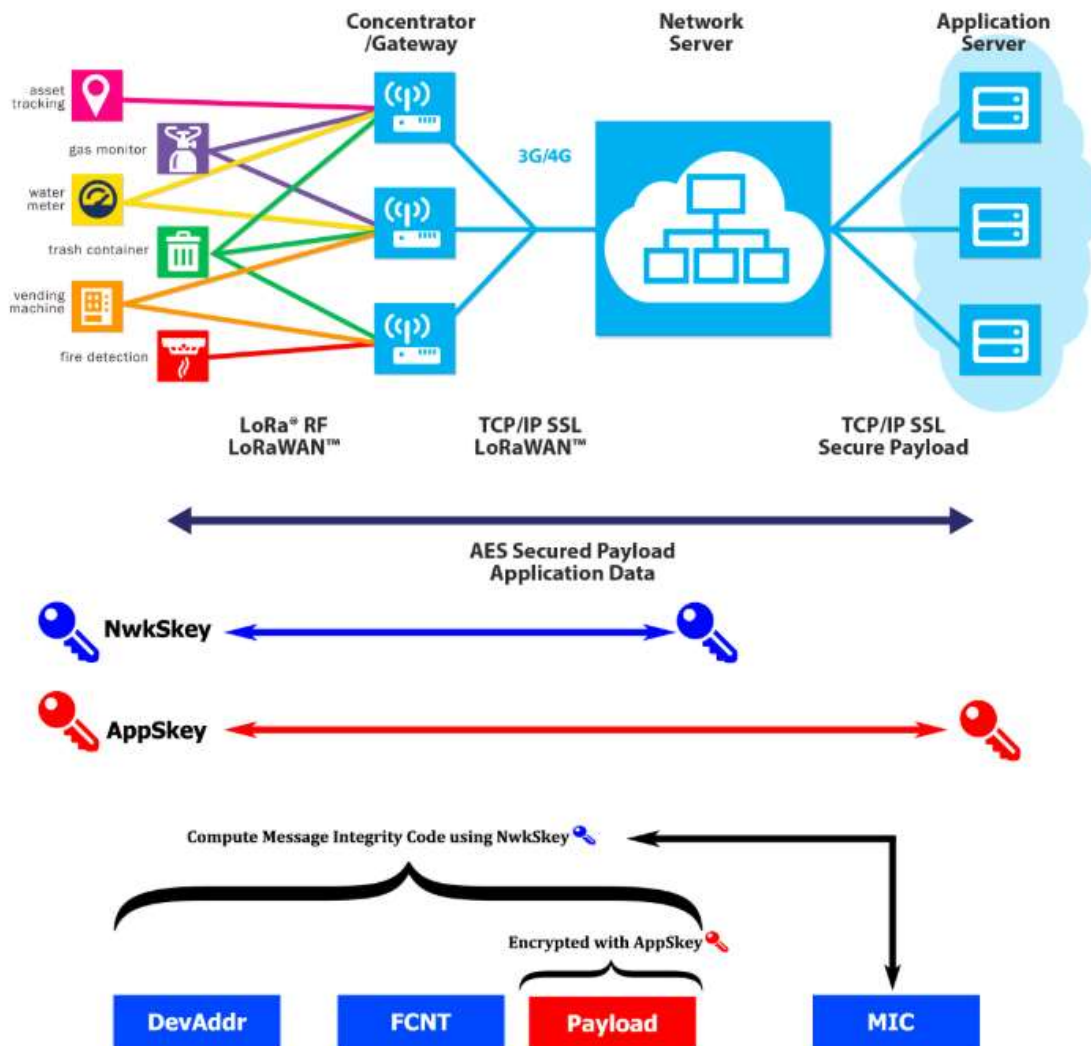 Concentrator
/Gateway
Network
Server
Application
Server
asset
tracking
gas monitor
water
meter
trash container
vending
machine
fire detection
3G/4G
LoRa® RF
LoRaWAN™
TCP/IP SSL
LoRaWAN™
TCP/IP SSL
Secure Payload
AES Secured Payload
Application Data
NwkSkey
AppSkey
Compute Message Integrity Code using NwkSkey
Encrypted with AppSkey
DevAddr
FCNT
Payload
MIC